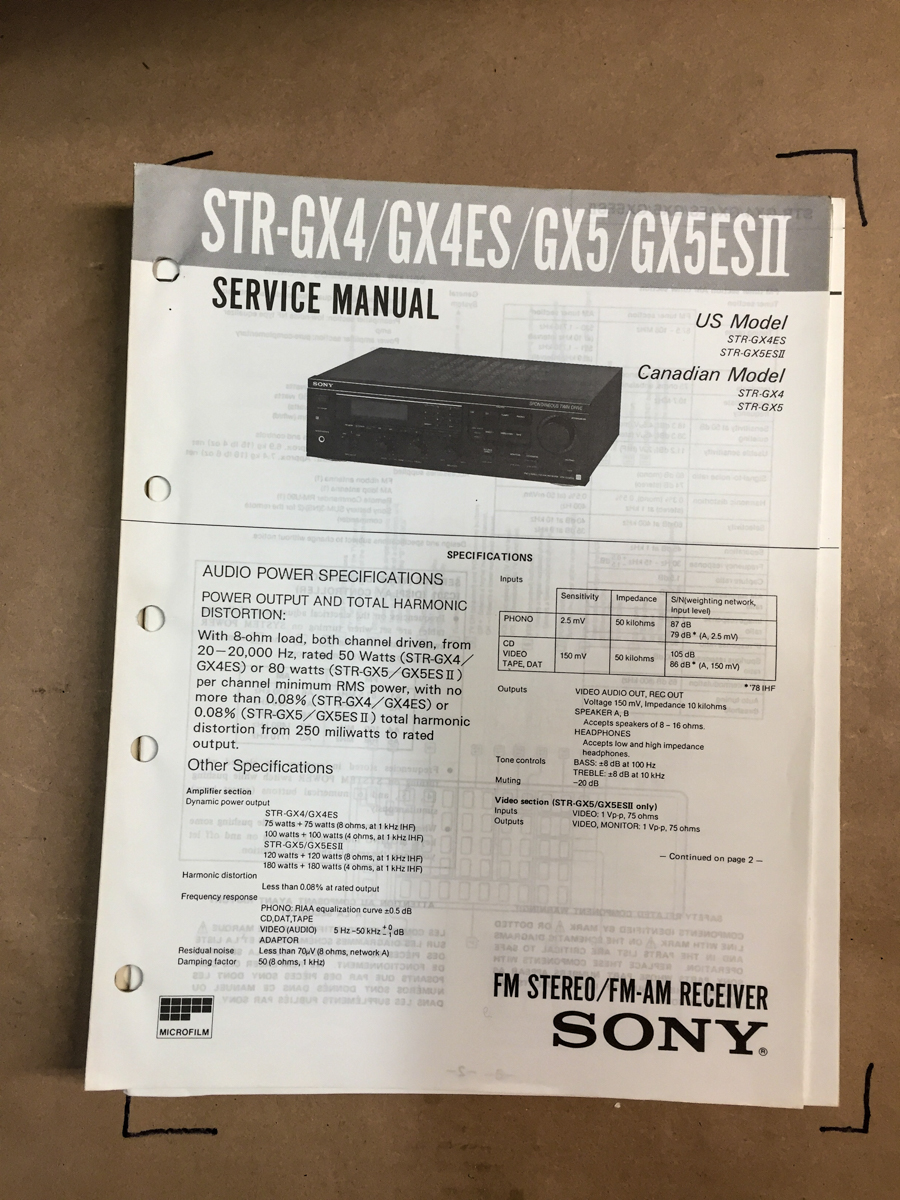 STR-GX4/GX4ES/GX5/GX5ESII
SERVICE MANUAL
US Model
STR-GX4ES
STR-GX5ESII
Canadian Model
STR-GX4
STR-GX5
SONY
SPONTANEOUS TWIN DRIVE
SPECIFICATIONS
AUDIO POWER SPECIFICATIONS
POWER OUTPUT AND TOTAL HARMONIC
DISTORTION:
With 8-ohm load, both channel driven, from
20–20,000 Hz, rated 50 Watts (STR-GX4/
GX4ES) or 80 watts (STR-GX5/GX5ESII)
per channel minimum RMS power, with no
more than 0.08% (STR-GX4/GX4ES) or
0.08% (STR-GX5/GX5ESII) total harmonic
distortion from 250 miliwatts to rated
output.
Other Specifications
Amplifier section
Dynamic power output
STR-GX4/GX4ES
75 watts + 75 watts (8 ohms, at 1 kHz IHF)
100 watts + 100 watts (4 ohms, at 1 kHz IHF)
STR-GX5/GX5ESII
120 watts + 120 watts (8 ohms, at 1 kHz IHF)
180 watts + 180 watts (4 ohms, at 1 kHz IHF)
Harmonic distortion
Less than 0.08% at rated output
Frequency response
PHONO: RIAA equalization curve ±0.5 dB
CD,DAT,TAPE
VIDEO (AUDIO) 5 Hz–50 kHz +0 −1 dB
ADAPTOR
Residual noise Less than 70μV (8 ohms, network A)
Damping factor 50 (8 ohms, 1 kHz)
Inputs
Sensitivity Impedance S/N(weighting network, input level)
PHONO 2.5 mV 50 kilohms 87 dB
79 dB* (A, 2.5 mV)
CD
VIDEO
TAPE, DAT 150 mV 50 kilohms 105 dB
86 dB* (A, 150 mV)
*'78 IHF
Outputs VIDEO AUDIO OUT, REC OUT
Voltage 150 mV, Impedance 10 kilohms
SPEAKER A, B
Accepts speakers of 8 – 16 ohms.
HEADPHONES
Accepts low and high impedance
headphones.
Tone controls BASS: ±8 dB at 100 Hz
TREBLE: ±8 dB at 10 kHz
Muting −20 dB
Video section (STR-GX5/GX5ESII only)
Inputs VIDEO: 1 Vp-p, 75 ohms
Outputs VIDEO, MONITOR: 1 Vp-p, 75 ohms
— Continued on page 2 —
MICROFILM
FM STEREO/FM-AM RECEIVER
SONY®